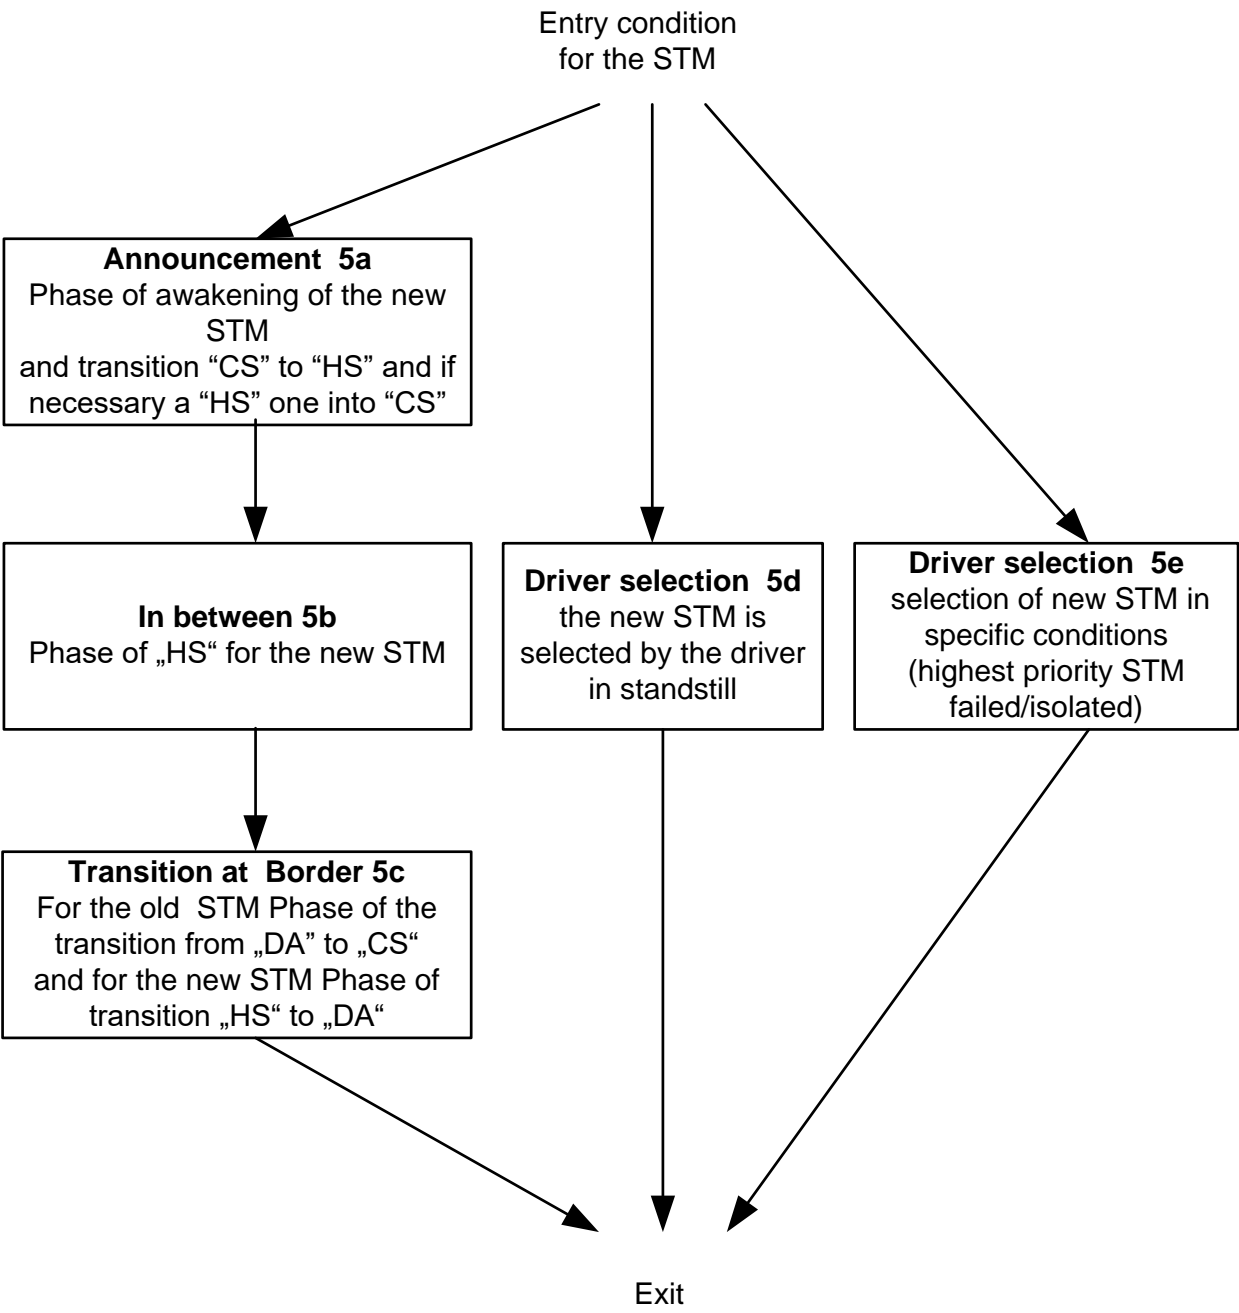 Entry condition
for the STM
Announcement  5a
Phase of awakening of the new
STM
and transition “CS” to “HS” and if
necessary a “HS” one into “CS”
In between 5b
Phase of „HS“ for the new STM
Driver selection  5d
the new STM is
selected by the driver
in standstill
Driver selection  5e
selection of new STM in
specific conditions
(highest priority STM
failed/isolated)
Transition at  Border 5c
For the old  STM Phase of the
transition from „DA” to „CS“
and for the new STM Phase of
transition „HS“ to „DA“
Exit